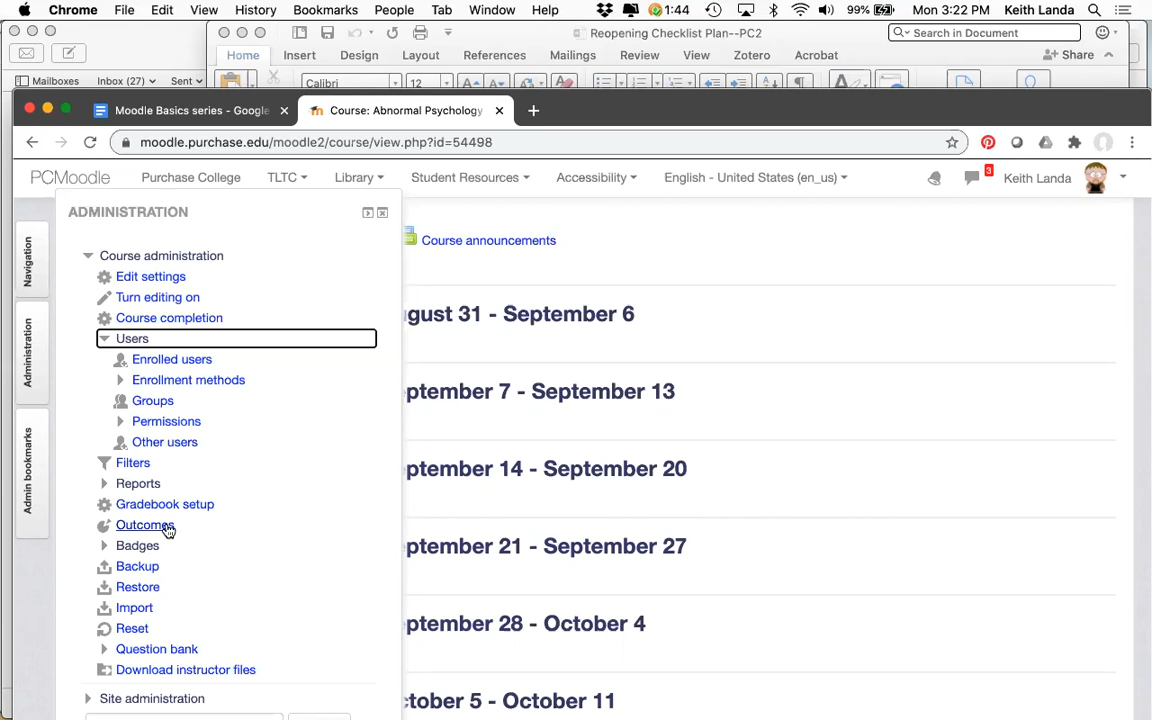 Chrome File Edit View History Bookmarks People Tab Window Help 1:44 99% Mon 3:22 PM Keith Landa
Reopening Checklist Plan--PC2 Search in Document
Home Insert Design Layout References Mailings Review View Zotero Acrobat Share
Mailboxes Inbox (27) Sent Calibri 12
Moodle Basics series - Google Course: Abnormal Psychology
moodle.purchase.edu/moodle2/course/view.php?id=54498
PCMoodle Purchase College TLTC Library Student Resources Accessibility English - United States (en_us) 3 Keith Landa
ADMINISTRATION
Navigation
Administration
Admin bookmarks
Course administration
Edit settings
Turn editing on
Course completion
Users
Enrolled users
Enrollment methods
Groups
Permissions
Other users
Filters
Reports
Gradebook setup
Outcomes
Badges
Backup
Restore
Import
Reset
Question bank
Download instructor files
Site administration
Course announcements
gust 31 - September 6
ptember 7 - September 13
ptember 14 - September 20
ptember 21 - September 27
ptember 28 - October 4
tober 5 - October 11